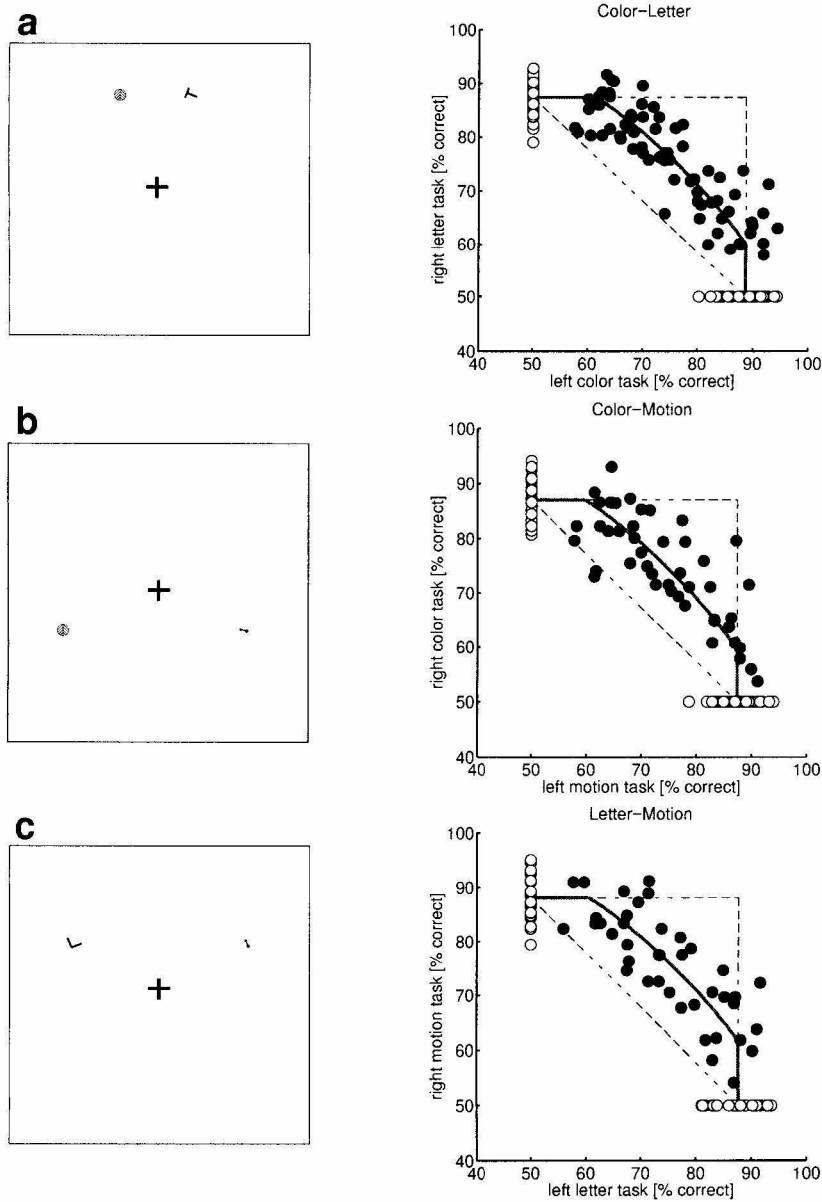 a
Color-Letter
100
90
80
70
60
50
40
right letter task [% correct]
40 50 60 70 80 90 100
left color task [% correct]
b
Color-Motion
100
90
80
70
60
50
40
right color task [% correct]
40 50 60 70 80 90 100
left motion task [% correct]
c
Letter-Motion
100
90
80
70
60
50
40
right motion task [% correct]
40 50 60 70 80 90 100
left letter task [% correct]